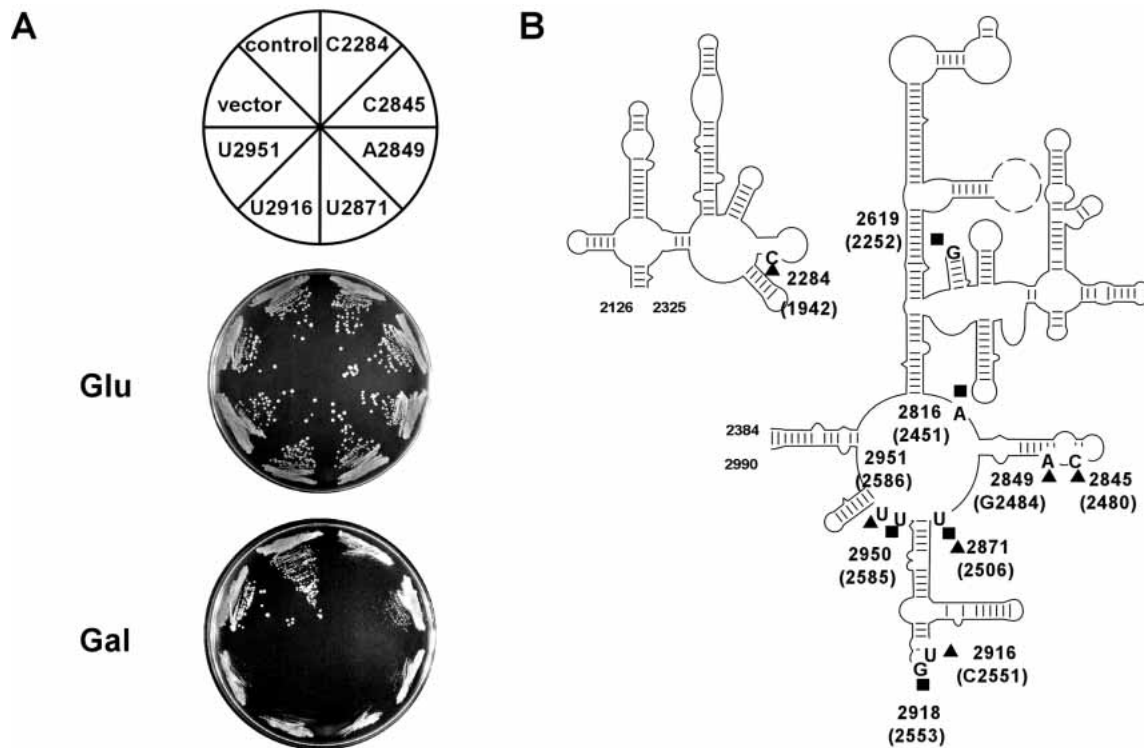 A
control
C2284
vector
C2845
U2951
A2849
U2916
U2871
Glu
Gal
B
2619
(2252)
G
C
2284
(1942)
2126
2325
2816
(2451)
A
2384
2990
2951
(2586)
A
C
2849
(G2484)
2845
(2480)
U
U
U
2950
(2585)
2871
(2506)
U
2916
(C2551)
G
2918
(2553)